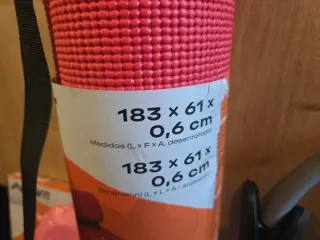 183 x 61 x
0,6 cm
Medidas (L x F x A, desenrolado)
183 x 61 x
0,6 cm
(L x L x A -